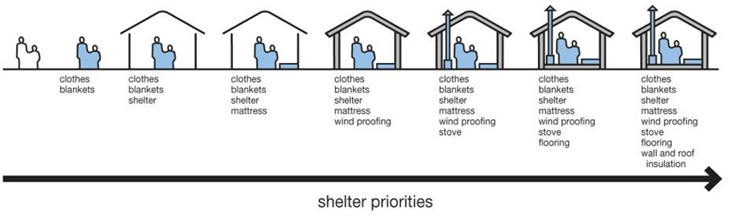 clothes
blankets
clothes
blankets
shelter
clothes
blankets
shelter
mattress
clothes
blankets
shelter
mattress
wind proofing
clothes
blankets
shelter
mattress
wind proofing
stove
clothes
blankets
shelter
mattress
wind proofing
stove
flooring
clothes
blankets
shelter
mattress
wind proofing
stove
flooring
wall and roof
insulation
shelter priorities